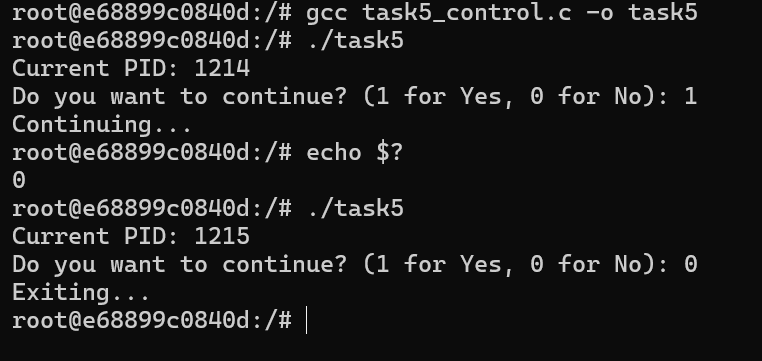 root@e68899c0840d:/# gcc task5_control.c -o task5
root@e68899c0840d:/# ./task5
Current PID: 1214
Do you want to continue? (1 for Yes, 0 for No): 1
Continuing...
root@e68899c0840d:/# echo $?
0
root@e68899c0840d:/# ./task5
Current PID: 1215
Do you want to continue? (1 for Yes, 0 for No): 0
Exiting...
root@e68899c0840d:/#